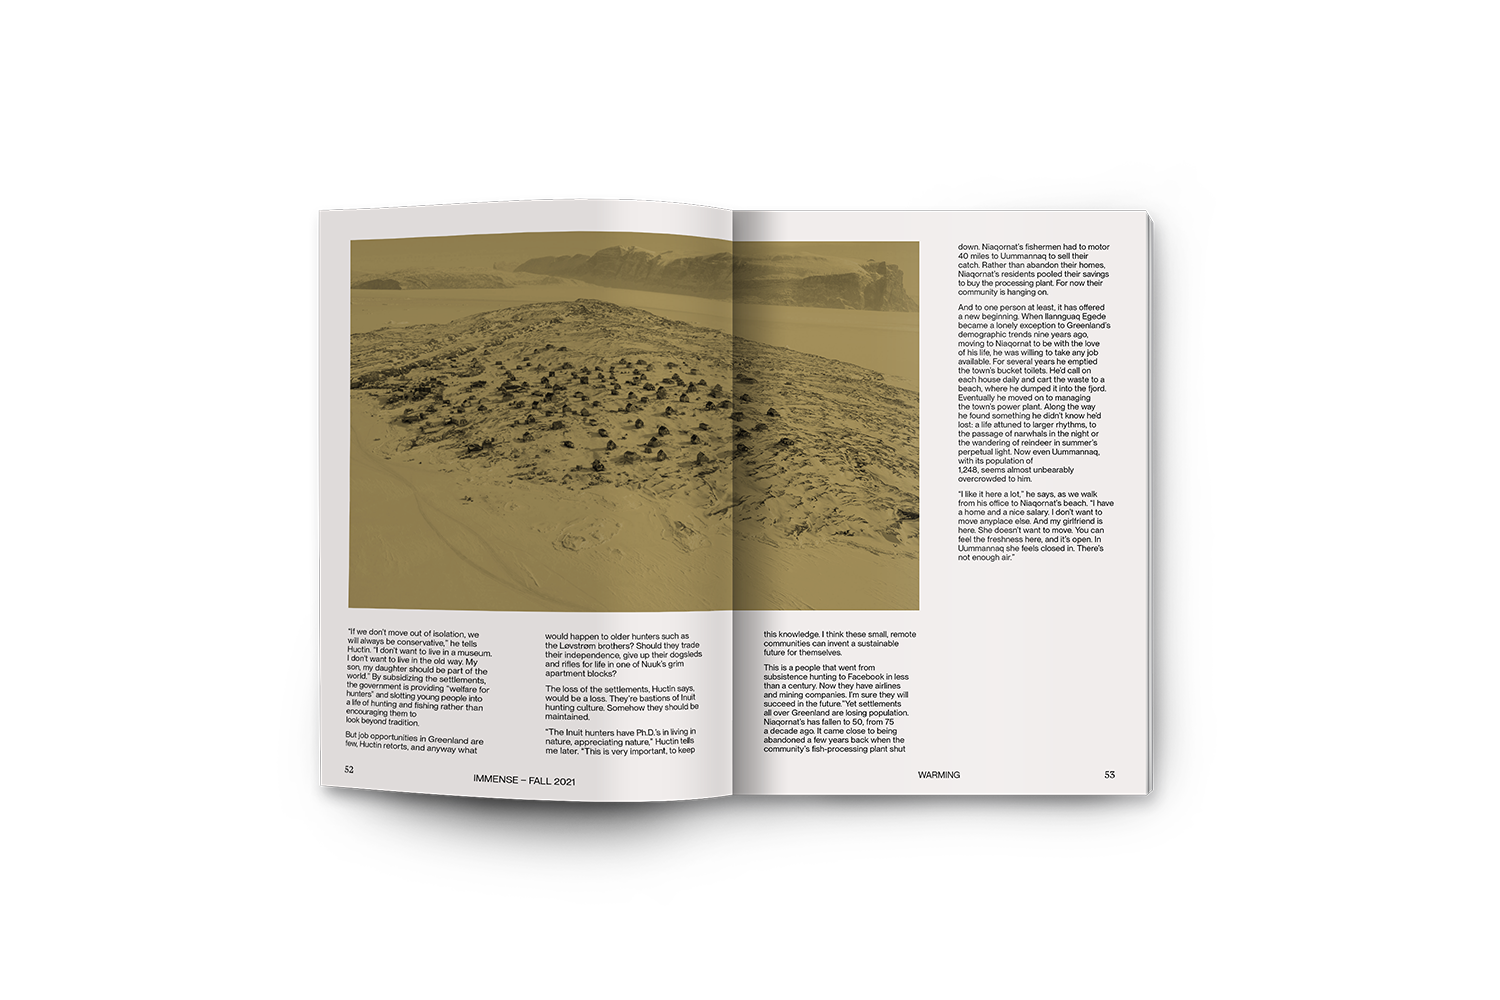 "If we don't move out of isolation, we
will always be conservative," he tells
Huctin. "I don't want to live in a museum.
I don't want to live in the old way. My
son, my daughter should be part of the
world." By subsidizing the settlements,
the government is providing "welfare for
hunters" and slotting young people into
a life of hunting and fishing rather than
encouraging them to
look beyond tradition.
But job opportunities in Greenland are
few, Huctin retorts, and anyway what
would happen to older hunters such as
the Løvstrøm brothers? Should they trade
their independence, give up their dogsleds
and rifles for life in one of Nuuk's grim
apartment blocks?
The loss of the settlements, Huctin says,
would be a loss. They're bastions of Inuit
hunting culture. Somehow they should be
maintained.
"The Inuit hunters have Ph.D.'s in living in
nature, appreciating nature," Huctin tells
me later. "This is very important, to keep
52
IMMENSE – FALL 2021
this knowledge. I think these small, remote
communities can invent a sustainable
future for themselves.
This is a people that went from
subsistence hunting to Facebook in less
than a century. Now they have airlines
and mining companies. I'm sure they will
succeed in the future."Yet settlements
all over Greenland are losing population.
Niaqornat's has fallen to 50, from 75
a decade ago. It came close to being
abandoned a few years back when the
community's fish-processing plant shut
down. Niaqornat's fishermen had to motor
40 miles to Uummannaq to sell their
catch. Rather than abandon their homes,
Niaqornat's residents pooled their savings
to buy the processing plant. For now their
community is hanging on.
And to one person at least, it has offered
a new beginning. When Ilannguaq Egede
became a lonely exception to Greenland's
demographic trends nine years ago,
moving to Niaqornat to be with the love
of his life, he was willing to take any job
available. For several years he emptied
the town's bucket toilets. He'd call on
each house daily and cart the waste to a
beach, where he dumped it into the fjord.
Eventually he moved on to managing
the town's power plant. Along the way
he found something he didn't know he'd
lost: a life attuned to larger rhythms, to
the passage of narwhals in the night or
the wandering of reindeer in summer's
perpetual light. Now even Uummannaq,
with its population of
1,248, seems almost unbearably
overcrowded to him.
"I like it here a lot," he says, as we walk
from his office to Niaqornat's beach. "I have
a home and a nice salary. I don't want to
move anyplace else. And my girlfriend is
here. She doesn't want to move. You can
feel the freshness here, and it's open. In
Uummannaq she feels closed in. There's
not enough air."
WARMING
53